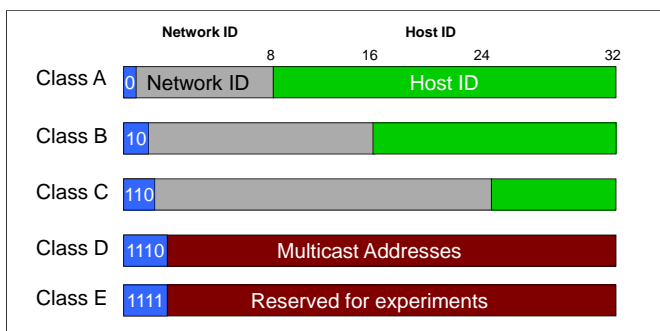 Network ID Host ID
8 16 24 32
Class A 0 Network ID Host ID
Class B 10
Class C 110
Class D 1110 Multicast Addresses
Class E 1111 Reserved for experiments